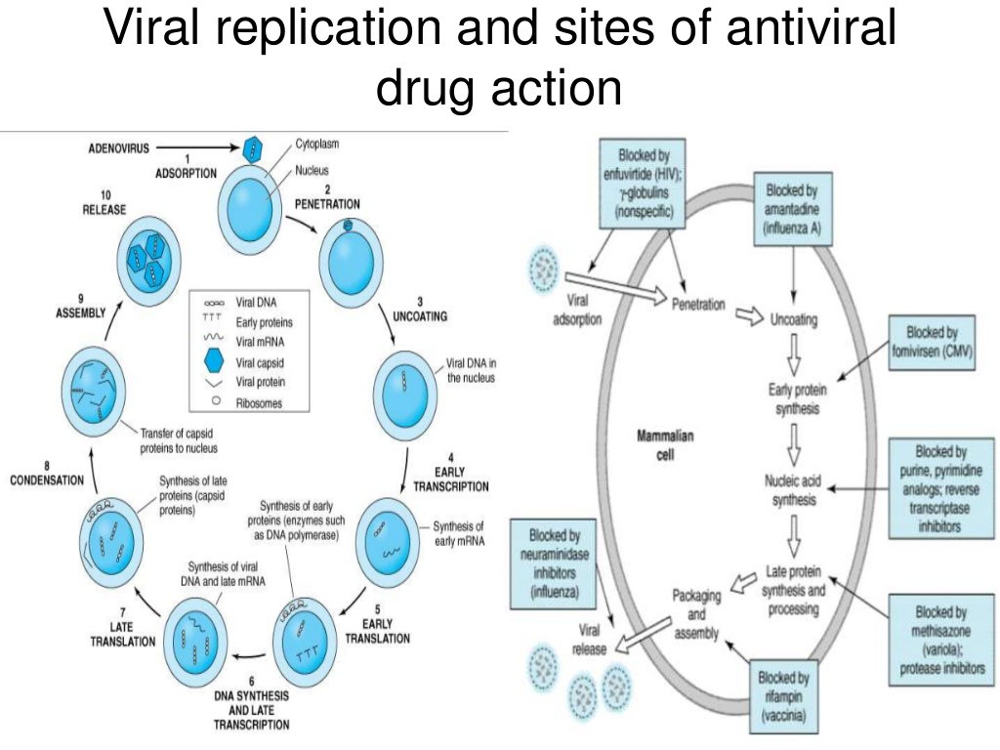 Viral replication and sites of antiviral
drug action
ADENOVIRUS
1
ADSORPTION
Cytoplasm
Nucleus
2
PENETRATION
3
UNCOATING
Viral DNA in
the nucleus
4
EARLY
TRANSCRIPTION
Synthesis of
early mRNA
5
EARLY
TRANSLATION
Synthesis of early
proteins (enzymes such
as DNA polymerase)
6
DNA SYNTHESIS
AND LATE
TRANSCRIPTION
Synthesis of viral
DNA and late mRNA
7
LATE
TRANSLATION
Synthesis of late
proteins (capsid
proteins)
8
CONDENSATION
Transfer of capsid
proteins to nucleus
9
ASSEMBLY
10
RELEASE
Viral DNA
Early proteins
Viral mRNA
Viral capsid
Viral protein
Ribosomes
Blocked by
enfuvirtide (HIV);
γ-globulins
(nonspecific)
Blocked by
amantadine
(influenza A)
Viral
adsorption
Penetration
Uncoating
Blocked by
fomivirsen (CMV)
Early protein
synthesis
Mammalian
cell
Nucleic acid
synthesis
Blocked by
purine, pyrimidine
analogs; reverse
transcriptase
inhibitors
Blocked by
neuraminidase
inhibitors
(influenza)
Late protein
synthesis and
processing
Packaging
and
assembly
Viral
release
Blocked by
methisazone
(variola);
protease inhibitors
Blocked by
rifampin
(vaccinia)